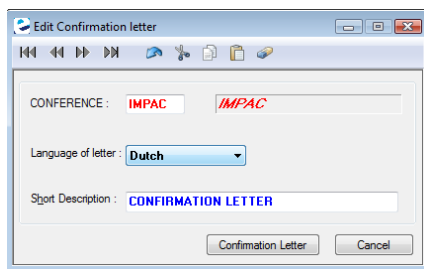 Edit Confirmation letter
CONFERENCE : IMPAC IMPAC
Language of letter : Dutch
Short Description : CONFIRMATION LETTER
Confirmation Letter Cancel